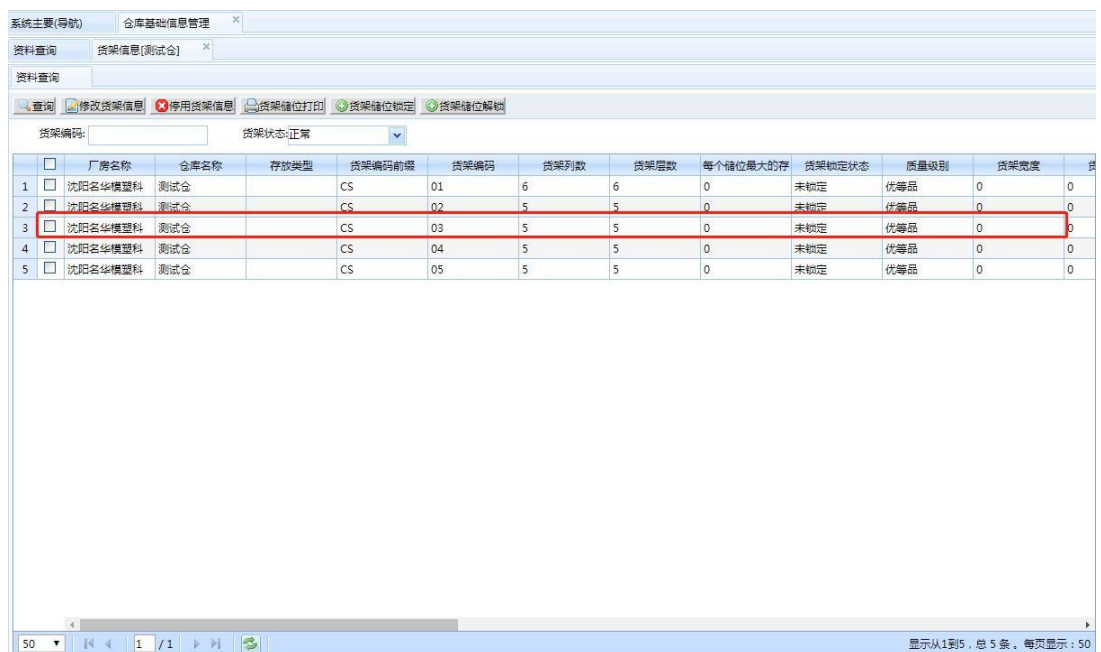 系统主要(导航) 仓库基础信息管理
资料查询 货架信息[测试仓]
资料查询
查询 修改货架信息 停用货架信息 货架储位打印 货架储位锁定 货架储位解锁
货架编码: 货架状态:正常
厂房名称 仓库名称 存放类型 货架编码前缀 货架编码 货架列数 货架层数 每个储位最大的存 货架锁定状态 质量级别 货架宽度
1 沈阳名华模塑科 测试仓 CS 01 6 6 0 未锁定 优等品 0 0
2 沈阳名华模塑科 测试仓 CS 02 5 5 0 未锁定 优等品 0 0
3 沈阳名华模塑科 测试仓 CS 03 5 5 0 未锁定 优等品 0 0
4 沈阳名华模塑科 测试仓 CS 04 5 5 0 未锁定 优等品 0 0
5 沈阳名华模塑科 测试仓 CS 05 5 5 0 未锁定 优等品 0 0
50 1 /1 显示从1到5，总 5 条。每页显示：50